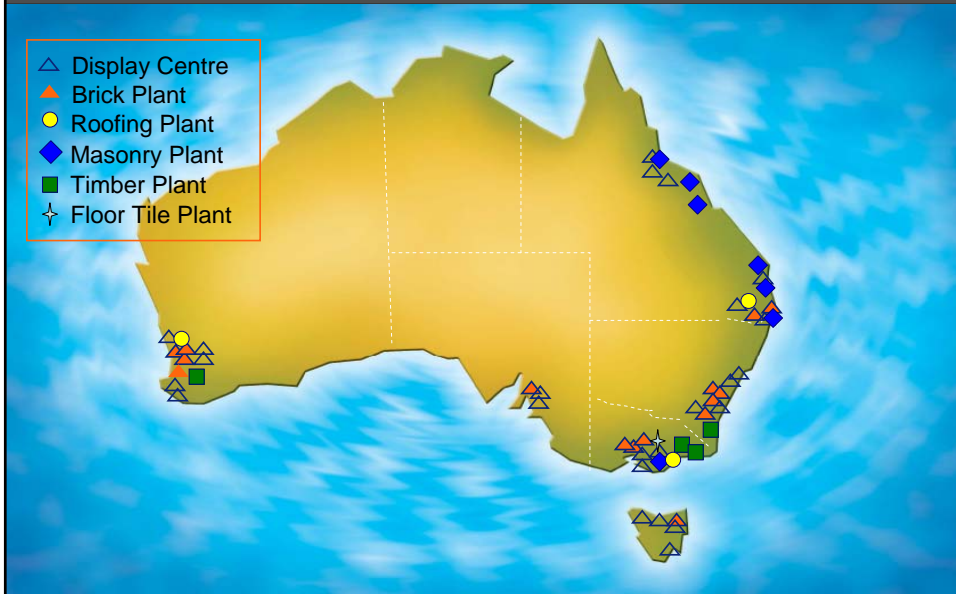 Display Centre
Brick Plant
Roofing Plant
Masonry Plant
Timber Plant
Floor Tile Plant